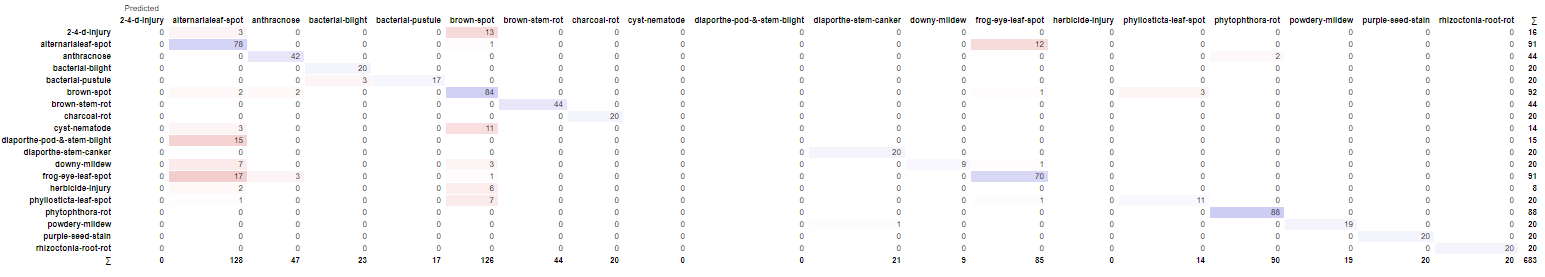 Predicted
2-4-d-injury alternarialeaf-spot anthracnose bacterial-blight bacterial-pustule brown-spot brown-stem-rot charcoal-rot cyst-nematode diaporthe-pod-&-stem-blight diaporthe-stem-canker downy-mildew frog-eye-leaf-spot herbicide-injury phyllosticta-leaf-spot phytophthora-rot powdery-mildew purple-seed-stain rhizoctonia-root-rot Σ
2-4-d-injury 0 3 0 0 0 13 0 0 0 0 0 0 0 0 0 0 0 0 0 16
alternarialeaf-spot 0 78 0 0 0 1 0 0 0 0 0 0 12 0 0 0 0 0 0 91
anthracnose 0 0 42 0 0 0 0 0 0 0 0 0 0 0 0 2 0 0 0 44
bacterial-blight 0 0 0 20 0 0 0 0 0 0 0 0 0 0 0 0 0 0 0 20
bacterial-pustule 0 0 0 3 17 0 0 0 0 0 0 0 0 0 0 0 0 0 0 20
brown-spot 0 2 2 0 0 84 0 0 0 0 0 0 1 0 3 0 0 0 0 92
brown-stem-rot 0 0 0 0 0 0 44 0 0 0 0 0 0 0 0 0 0 0 0 44
charcoal-rot 0 0 0 0 0 0 0 20 0 0 0 0 0 0 0 0 0 0 0 20
cyst-nematode 0 3 0 0 0 11 0 0 0 0 0 0 0 0 0 0 0 0 0 14
diaporthe-pod-&-stem-blight 0 15 0 0 0 0 0 0 0 0 0 0 0 0 0 0 0 0 0 15
diaporthe-stem-canker 0 0 0 0 0 0 0 0 0 0 20 0 0 0 0 0 0 0 0 20
downy-mildew 0 7 0 0 0 3 0 0 0 0 0 9 1 0 0 0 0 0 0 20
frog-eye-leaf-spot 0 17 3 0 0 1 0 0 0 0 0 0 70 0 0 0 0 0 0 91
herbicide-injury 0 2 0 0 0 6 0 0 0 0 0 0 0 0 0 0 0 0 0 8
phyllosticta-leaf-spot 0 1 0 0 0 7 0 0 0 0 0 0 1 0 11 0 0 0 0 20
phytophthora-rot 0 0 0 0 0 0 0 0 0 0 0 0 0 0 0 88 0 0 0 88
powdery-mildew 0 0 0 0 0 0 0 0 0 0 1 0 0 0 0 0 19 0 0 20
purple-seed-stain 0 0 0 0 0 0 0 0 0 0 0 0 0 0 0 0 0 20 0 20
rhizoctonia-root-rot 0 0 0 0 0 0 0 0 0 0 0 0 0 0 0 0 0 0 20 20
Σ 0 128 47 23 17 126 44 20 0 0 21 9 85 0 14 90 19 20 20 683